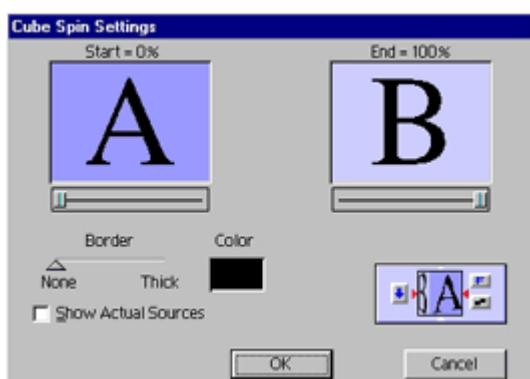 Cube Spin Settings
Start = 0% End = 100%
A B
Border Color
None Thick
Show Actual Sources
B A
OK Cancel